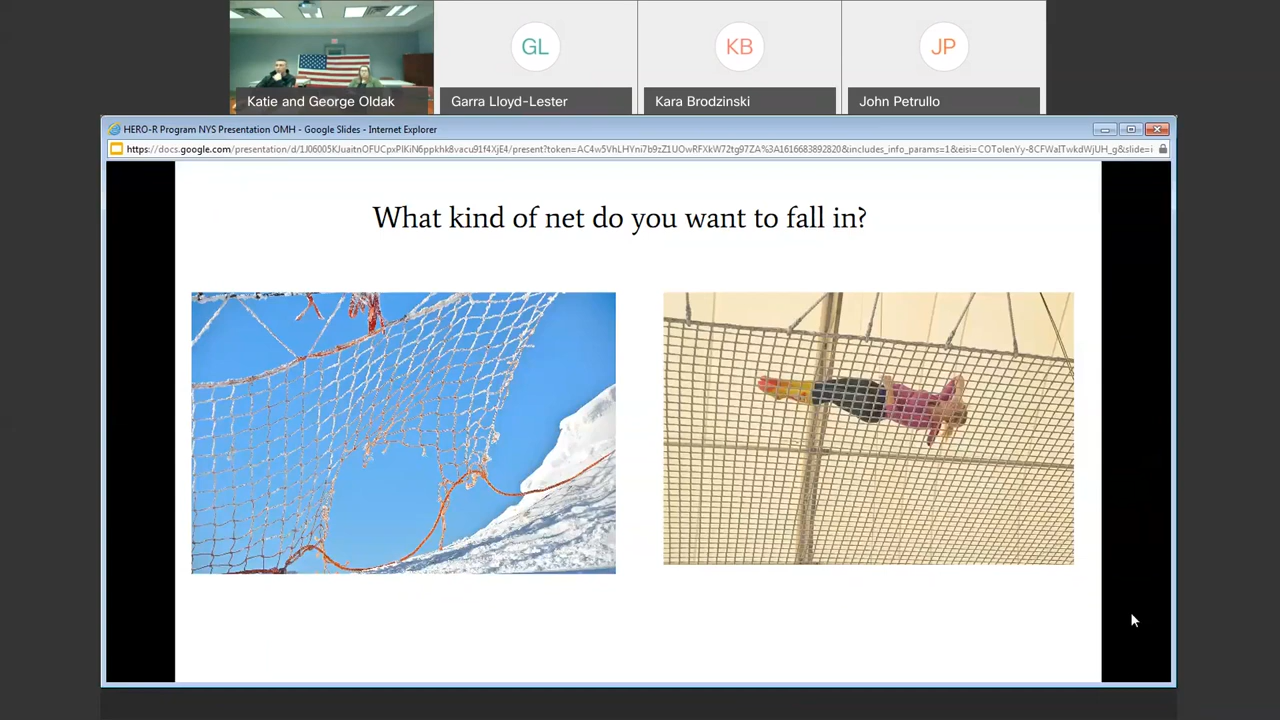 GL
KB
JP
Katie and George Oldak
Garra Lloyd-Lester
Kara Brodzinski
John Petrullo
HERO-R Program NYS Presentation OMH - Google Slides - Internet Explorer
What kind of net do you want to fall in?